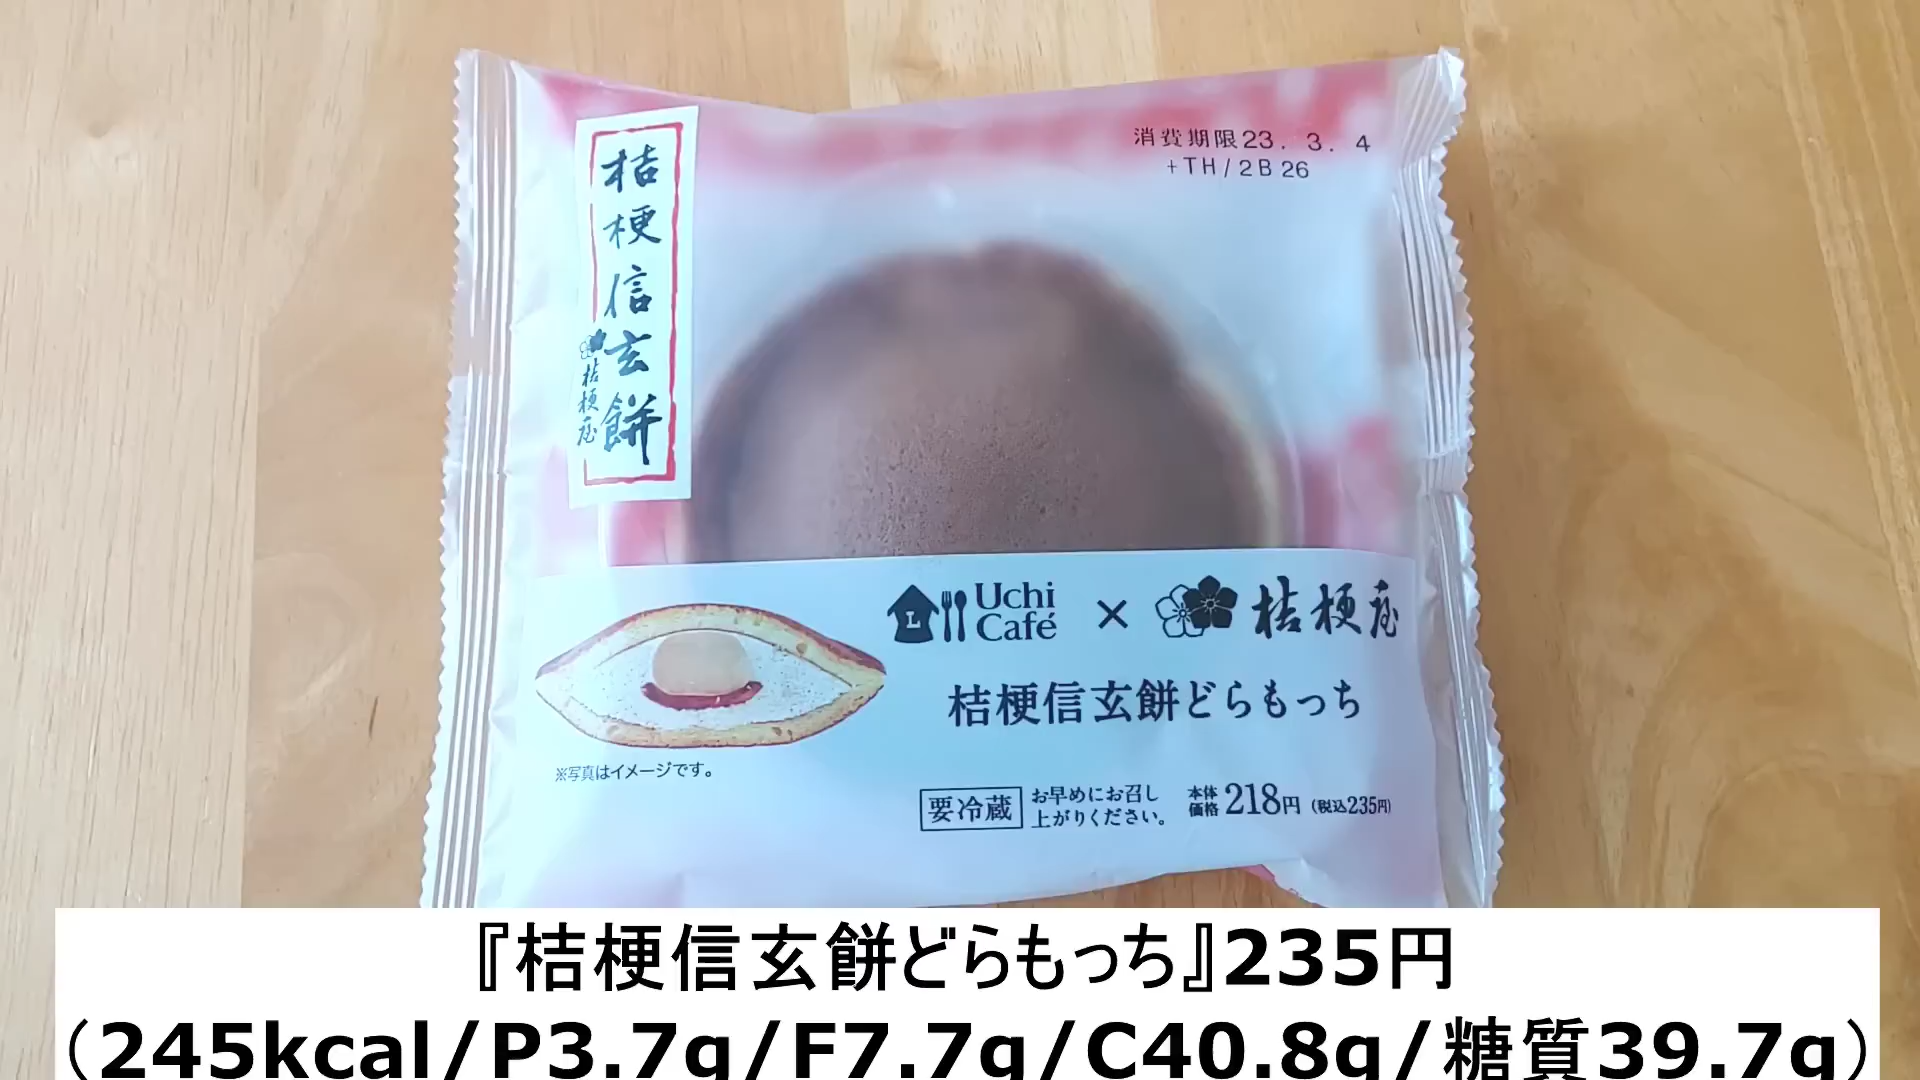 桔梗信玄餅
桔梗屋
消費期限23. 3. 4
+TH/2B26
L
Uchi
Café
×
桔梗屋
桔梗信玄餅どらもっち
※写真はイメージです。
要冷蔵
お早めにお召し
上がりください。
本体
価格
218円
(税込235円)
『桔梗信玄餅どらもっち』235円
（245kcal/P3.7g/F7.7g/C40.8g/糖質39.7g）